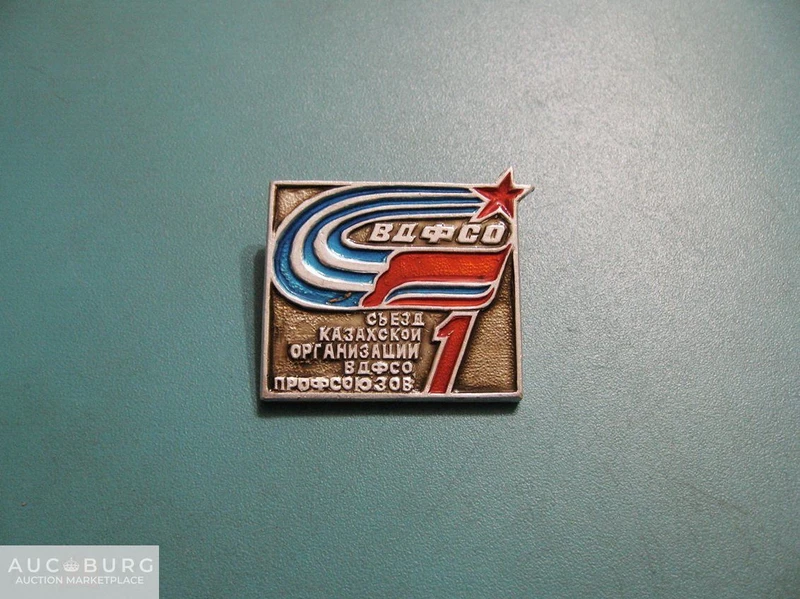 ВДФСО
1
СЪЕЗД
КАЗАХСКОЙ
ОРГАНИЗАЦИИ
ВДФСО
ПРОФСОЮЗОВ
AUCBURG
AUCTION MARKETPLACE